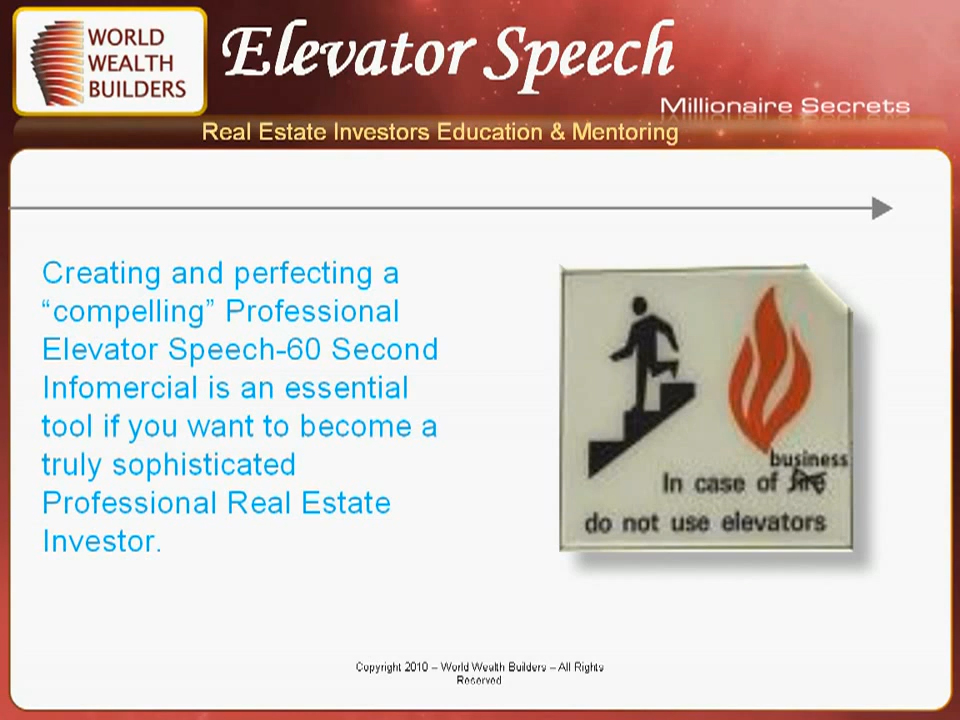 WORLD
WEALTH
BUILDERS
Elevator Speech
Millionaire Secrets
Real Estate Investors Education & Mentoring
Creating and perfecting a
“compelling” Professional
Elevator Speech-60 Second
Infomercial is an essential
tool if you want to become a
truly sophisticated
Professional Real Estate
Investor.
business
In case of fire
do not use elevators
Copyright 2010 – World Wealth Builders – All Rights
Reserved